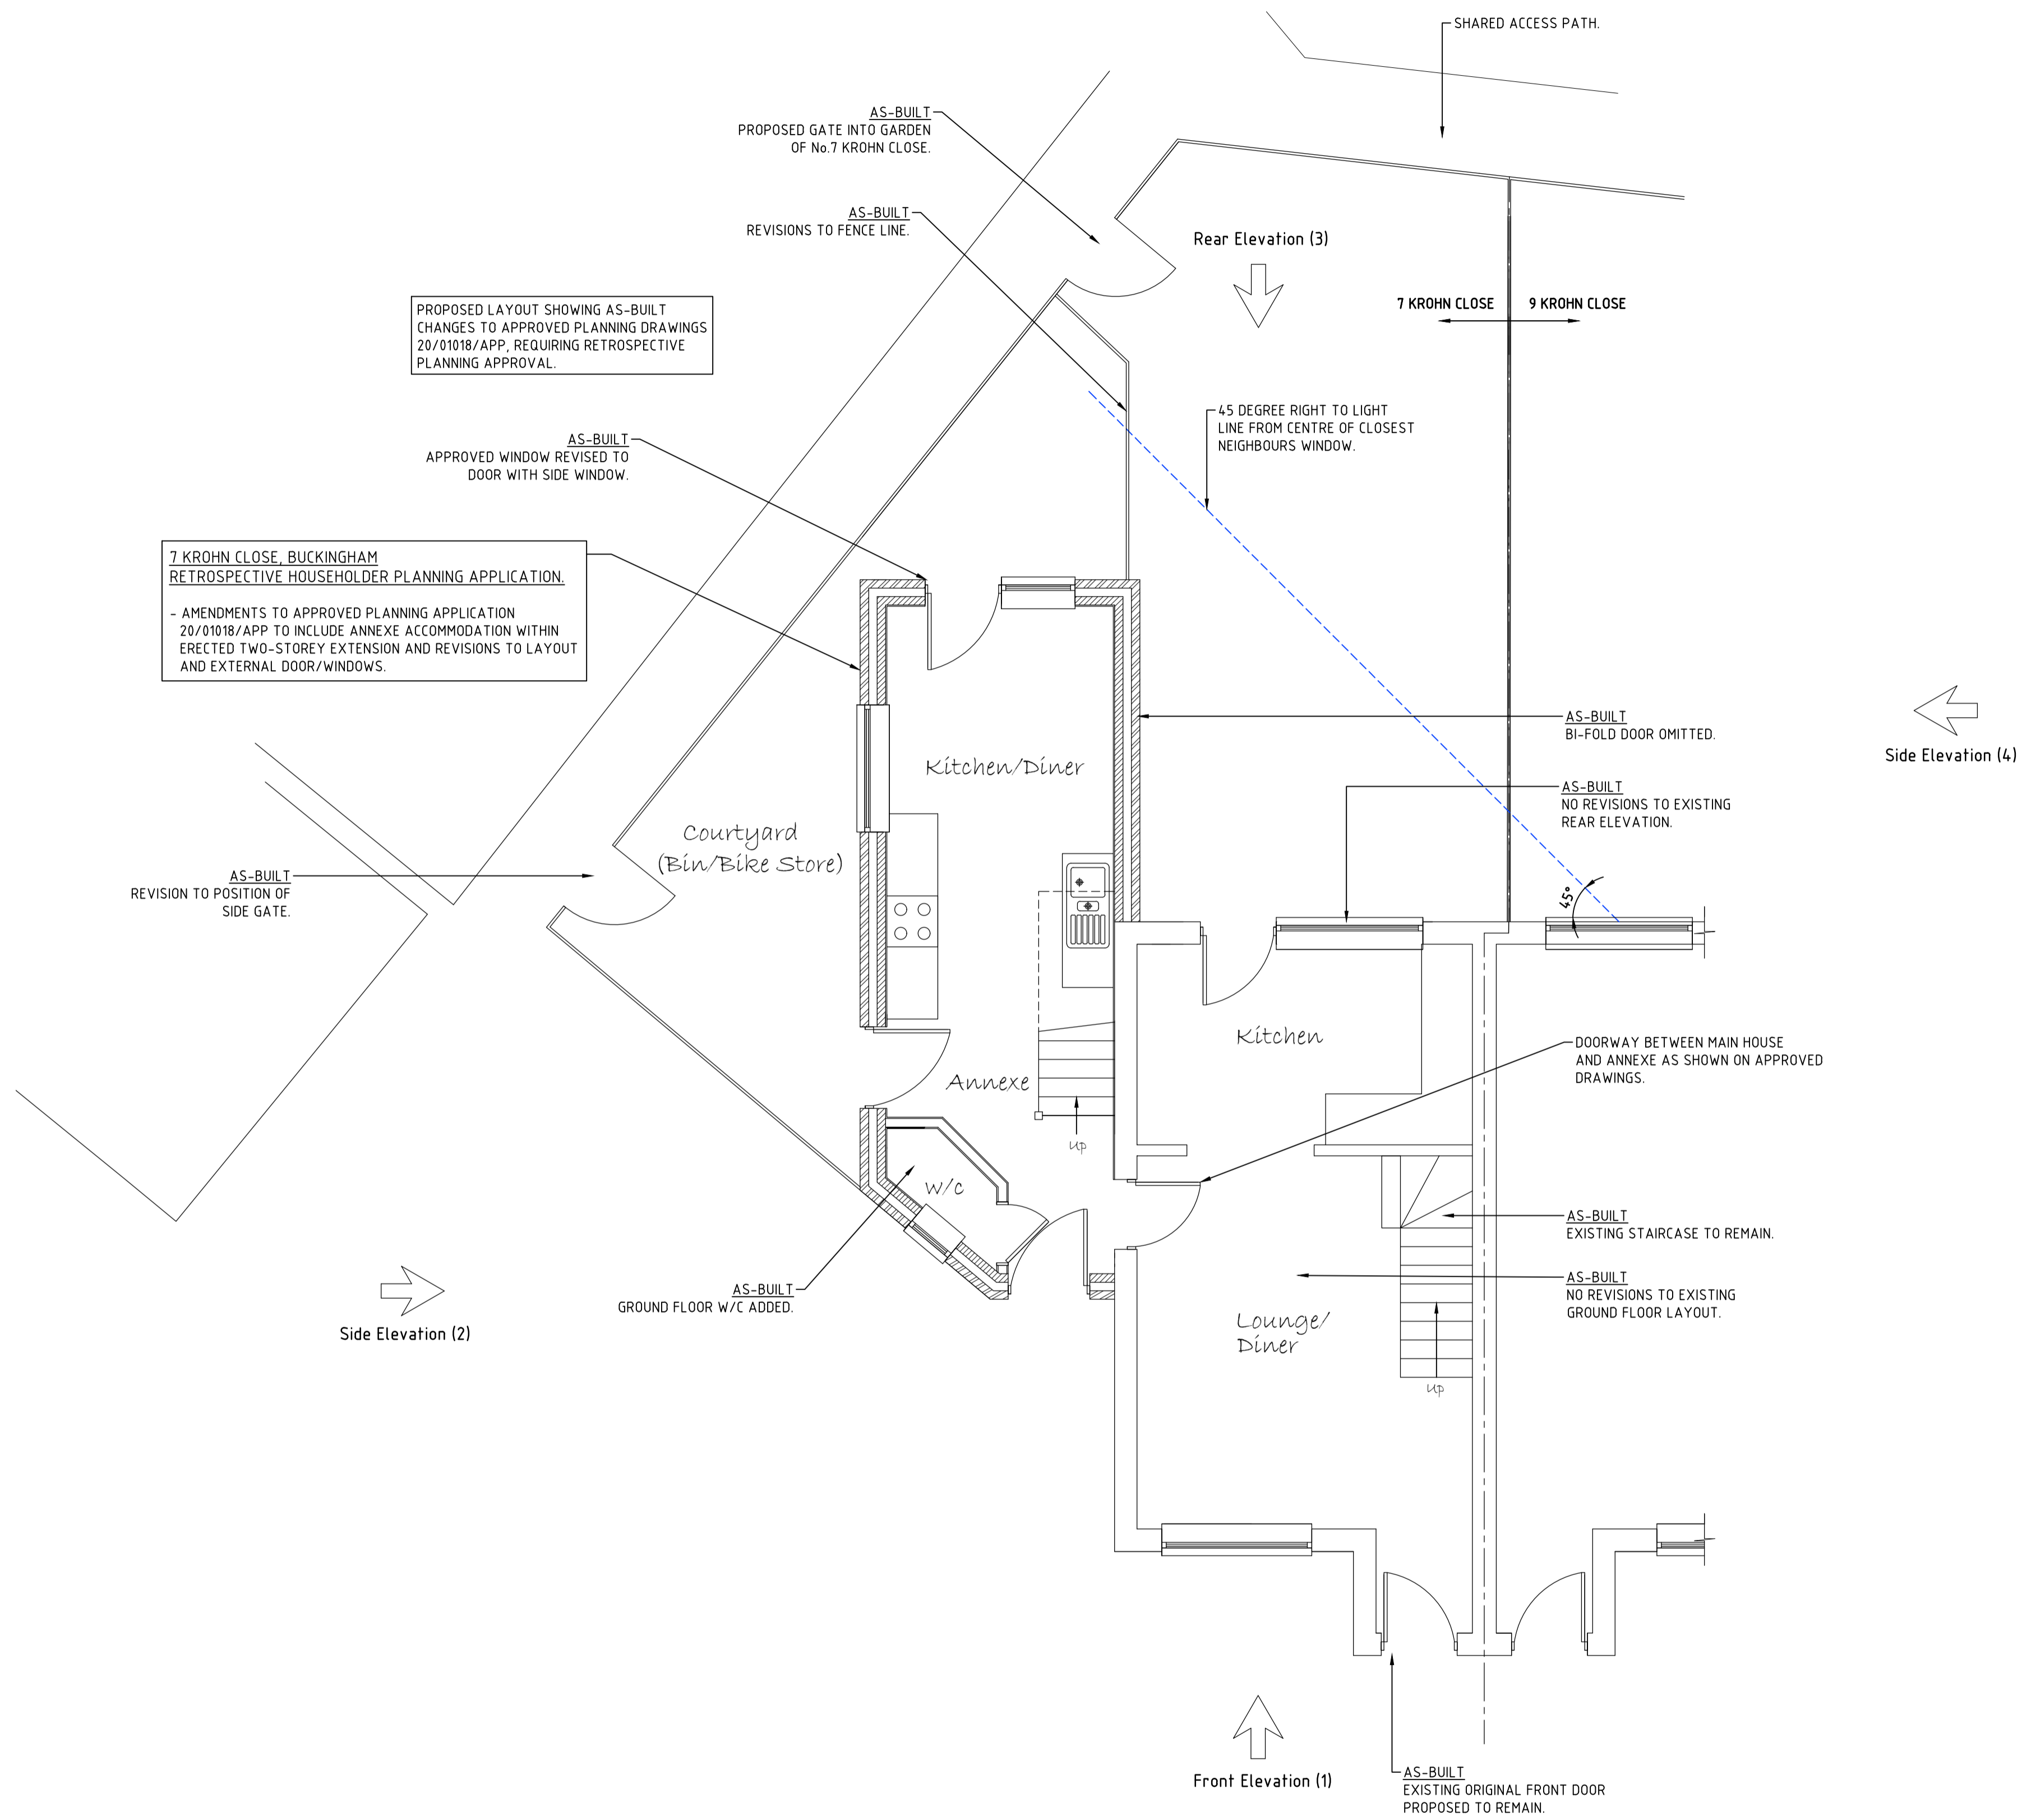 SHARED ACCESS PATH.
AS-BUILT
PROPOSED GATE INTO GARDEN
OF No.7 KROHN CLOSE.
AS-BUILT
REVISIONS TO FENCE LINE.
Rear Elevation (3)
7 KROHN CLOSE
9 KROHN CLOSE
PROPOSED LAYOUT SHOWING AS-BUILT
CHANGES TO APPROVED PLANNING DRAWINGS
20/01018/APP, REQUIRING RETROSPECTIVE
PLANNING APPROVAL.
45 DEGREE RIGHT TO LIGHT
LINE FROM CENTRE OF CLOSEST
NEIGHBOURS WINDOW.
AS-BUILT
APPROVED WINDOW REVISED TO
DOOR WITH SIDE WINDOW.
7 KROHN CLOSE, BUCKINGHAM
RETROSPECTIVE HOUSEHOLDER PLANNING APPLICATION.
- AMENDMENTS TO APPROVED PLANNING APPLICATION
20/01018/APP TO INCLUDE ANNEXE ACCOMMODATION WITHIN
ERECTED TWO-STOREY EXTENSION AND REVISIONS TO LAYOUT
AND EXTERNAL DOOR/WINDOWS.
AS-BUILT
BI-FOLD DOOR OMITTED.
Side Elevation (4)
Kitchen/Diner
AS-BUILT
NO REVISIONS TO EXISTING
REAR ELEVATION.
Courtyard
(Bin/Bike Store)
AS-BUILT
REVISION TO POSITION OF
SIDE GATE.
45°
Kitchen
DOORWAY BETWEEN MAIN HOUSE
AND ANNEXE AS SHOWN ON APPROVED
DRAWINGS.
Annexe
Up
W/C
AS-BUILT
EXISTING STAIRCASE TO REMAIN.
AS-BUILT
GROUND FLOOR W/C ADDED.
AS-BUILT
NO REVISIONS TO EXISTING
GROUND FLOOR LAYOUT.
Side Elevation (2)
Lounge/
Diner
Up
Front Elevation (1)
AS-BUILT
EXISTING ORIGINAL FRONT DOOR
PROPOSED TO REMAIN.